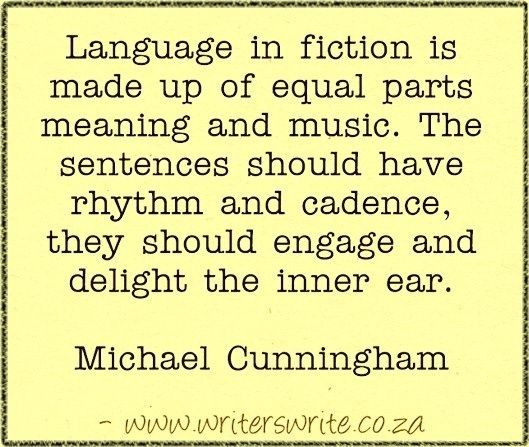 Language in fiction is
made up of equal parts
meaning and music. The
sentences should have
rhythm and cadence,
they should engage and
delight the inner ear.
Michael Cunningham
- www.writerswrite.co.za